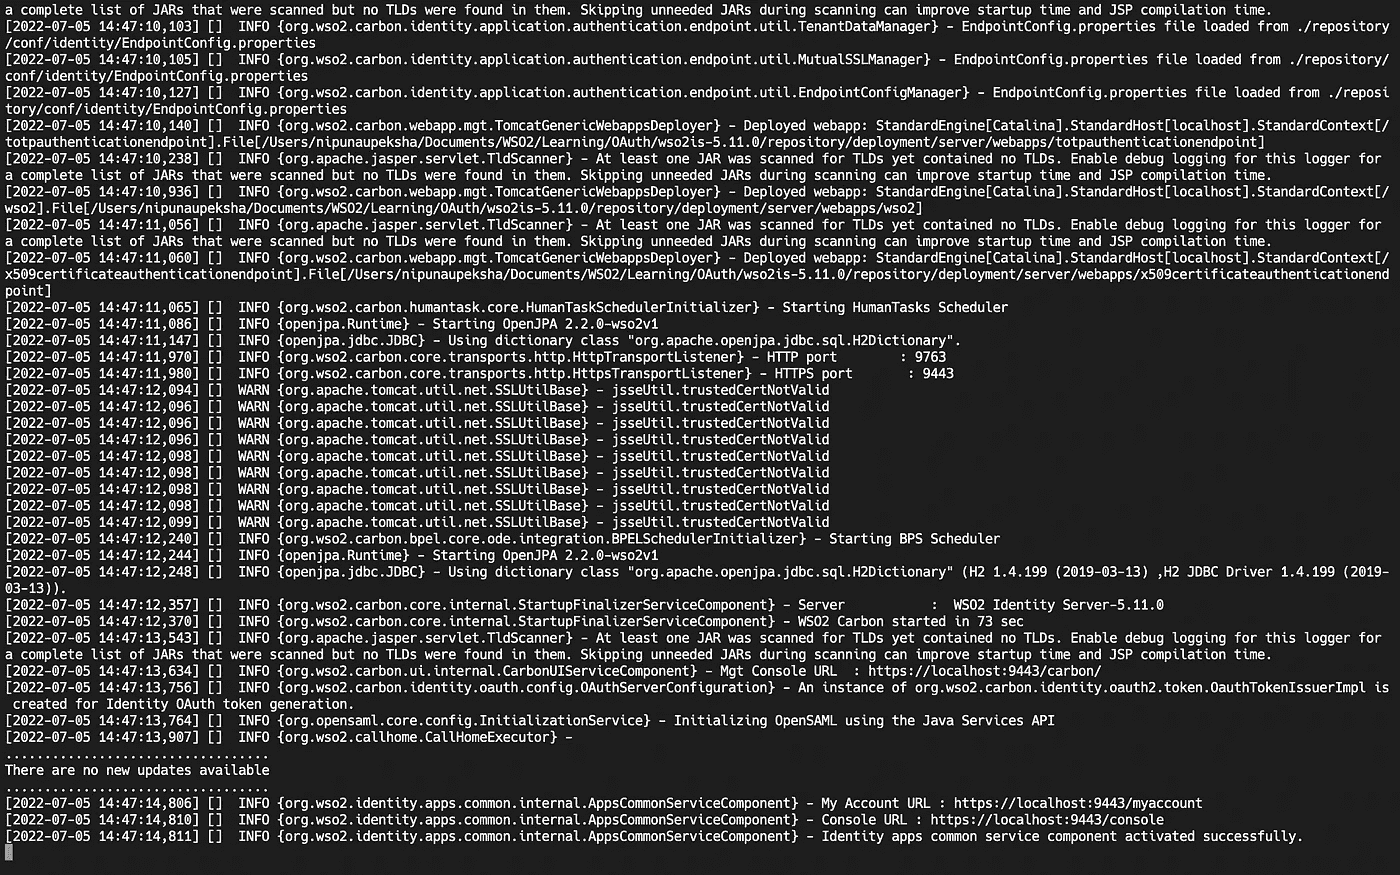 a complete list of JARs that were scanned but no TLDs were found in them. Skipping unneeded JARs during scanning can improve startup time and JSP compilation time.
[2022-07-05 14:47:10,103] []  INFO {org.wso2.carbon.identity.application.authentication.endpoint.util.TenantDataManager} – EndpointConfig.properties file loaded from ./repository
/conf/identity/EndpointConfig.properties
[2022-07-05 14:47:10,105] []  INFO {org.wso2.carbon.identity.application.authentication.endpoint.util.MutualSSLManager} – EndpointConfig.properties file loaded from ./repository/
conf/identity/EndpointConfig.properties
[2022-07-05 14:47:10,127] []  INFO {org.wso2.carbon.identity.application.authentication.endpoint.util.EndpointConfigManager} – EndpointConfig.properties file loaded from ./reposi
tory/conf/identity/EndpointConfig.properties
[2022-07-05 14:47:10,140] []  INFO {org.wso2.carbon.webapp.mgt.TomcatGenericWebappsDeployer} – Deployed webapp: StandardEngine[Catalina].StandardHost[localhost].StandardContext[/
totpauthenticationendpoint].File[/Users/nipunaupeksha/Documents/WSO2/Learning/OAuth/wso2is-5.11.0/repository/deployment/server/webapps/totpauthenticationendpoint]
[2022-07-05 14:47:10,238] []  INFO {org.apache.jasper.servlet.TldScanner} – At least one JAR was scanned for TLDs yet contained no TLDs. Enable debug logging for this logger for
a complete list of JARs that were scanned but no TLDs were found in them. Skipping unneeded JARs during scanning can improve startup time and JSP compilation time.
[2022-07-05 14:47:10,936] []  INFO {org.wso2.carbon.webapp.mgt.TomcatGenericWebappsDeployer} – Deployed webapp: StandardEngine[Catalina].StandardHost[localhost].StandardContext[/
wso2].File[/Users/nipunaupeksha/Documents/WSO2/Learning/OAuth/wso2is-5.11.0/repository/deployment/server/webapps/wso2]
[2022-07-05 14:47:11,056] []  INFO {org.apache.jasper.servlet.TldScanner} – At least one JAR was scanned for TLDs yet contained no TLDs. Enable debug logging for this logger for
a complete list of JARs that were scanned but no TLDs were found in them. Skipping unneeded JARs during scanning can improve startup time and JSP compilation time.
[2022-07-05 14:47:11,060] []  INFO {org.wso2.carbon.webapp.mgt.TomcatGenericWebappsDeployer} – Deployed webapp: StandardEngine[Catalina].StandardHost[localhost].StandardContext[/
x509certificateauthenticationendpoint].File[/Users/nipunaupeksha/Documents/WSO2/Learning/OAuth/wso2is-5.11.0/repository/deployment/server/webapps/x509certificateauthenticationend
point]
[2022-07-05 14:47:11,065] []  INFO {org.wso2.carbon.humantask.core.HumanTaskSchedulerInitializer} – Starting HumanTasks Scheduler
[2022-07-05 14:47:11,086] []  INFO {openjpa.Runtime} – Starting OpenJPA 2.2.0-wso2v1
[2022-07-05 14:47:11,147] []  INFO {openjpa.jdbc.JDBC} – Using dictionary class "org.apache.openjpa.jdbc.sql.H2Dictionary".
[2022-07-05 14:47:11,970] []  INFO {org.wso2.carbon.core.transports.http.HttpTransportListener} – HTTP port        : 9763
[2022-07-05 14:47:11,980] []  INFO {org.wso2.carbon.core.transports.http.HttpsTransportListener} – HTTPS port       : 9443
[2022-07-05 14:47:12,094] []  WARN {org.apache.tomcat.util.net.SSLUtilBase} – jsseUtil.trustedCertNotValid
[2022-07-05 14:47:12,096] []  WARN {org.apache.tomcat.util.net.SSLUtilBase} – jsseUtil.trustedCertNotValid
[2022-07-05 14:47:12,096] []  WARN {org.apache.tomcat.util.net.SSLUtilBase} – jsseUtil.trustedCertNotValid
[2022-07-05 14:47:12,096] []  WARN {org.apache.tomcat.util.net.SSLUtilBase} – jsseUtil.trustedCertNotValid
[2022-07-05 14:47:12,098] []  WARN {org.apache.tomcat.util.net.SSLUtilBase} – jsseUtil.trustedCertNotValid
[2022-07-05 14:47:12,098] []  WARN {org.apache.tomcat.util.net.SSLUtilBase} – jsseUtil.trustedCertNotValid
[2022-07-05 14:47:12,098] []  WARN {org.apache.tomcat.util.net.SSLUtilBase} – jsseUtil.trustedCertNotValid
[2022-07-05 14:47:12,098] []  WARN {org.apache.tomcat.util.net.SSLUtilBase} – jsseUtil.trustedCertNotValid
[2022-07-05 14:47:12,099] []  WARN {org.apache.tomcat.util.net.SSLUtilBase} – jsseUtil.trustedCertNotValid
[2022-07-05 14:47:12,240] []  INFO {org.wso2.carbon.bpel.core.ode.integration.BPELSchedulerInitializer} – Starting BPS Scheduler
[2022-07-05 14:47:12,244] []  INFO {openjpa.Runtime} – Starting OpenJPA 2.2.0-wso2v1
[2022-07-05 14:47:12,248] []  INFO {openjpa.jdbc.JDBC} – Using dictionary class "org.apache.openjpa.jdbc.sql.H2Dictionary" (H2 1.4.199 (2019-03-13) ,H2 JDBC Driver 1.4.199 (2019-
03-13)).
[2022-07-05 14:47:12,357] []  INFO {org.wso2.carbon.core.internal.StartupFinalizerServiceComponent} – Server           :  WSO2 Identity Server-5.11.0
[2022-07-05 14:47:12,370] []  INFO {org.wso2.carbon.core.internal.StartupFinalizerServiceComponent} – WSO2 Carbon started in 73 sec
[2022-07-05 14:47:13,543] []  INFO {org.apache.jasper.servlet.TldScanner} – At least one JAR was scanned for TLDs yet contained no TLDs. Enable debug logging for this logger for
a complete list of JARs that were scanned but no TLDs were found in them. Skipping unneeded JARs during scanning can improve startup time and JSP compilation time.
[2022-07-05 14:47:13,634] []  INFO {org.wso2.carbon.ui.internal.CarbonUIServiceComponent} – Mgt Console URL  : https://localhost:9443/carbon/
[2022-07-05 14:47:13,756] []  INFO {org.wso2.carbon.identity.oauth.config.OAuthServerConfiguration} – An instance of org.wso2.carbon.identity.oauth2.token.OauthTokenIssuerImpl is
 created for Identity OAuth token generation.
[2022-07-05 14:47:13,764] []  INFO {org.opensaml.core.config.InitializationService} – Initializing OpenSAML using the Java Services API
[2022-07-05 14:47:13,907] []  INFO {org.wso2.callhome.CallHomeExecutor} –
..................................
There are no new updates available
..................................
[2022-07-05 14:47:14,806] []  INFO {org.wso2.identity.apps.common.internal.AppsCommonServiceComponent} – My Account URL : https://localhost:9443/myaccount
[2022-07-05 14:47:14,810] []  INFO {org.wso2.identity.apps.common.internal.AppsCommonServiceComponent} – Console URL : https://localhost:9443/console
[2022-07-05 14:47:14,811] []  INFO {org.wso2.identity.apps.common.internal.AppsCommonServiceComponent} – Identity apps common service component activated successfully.